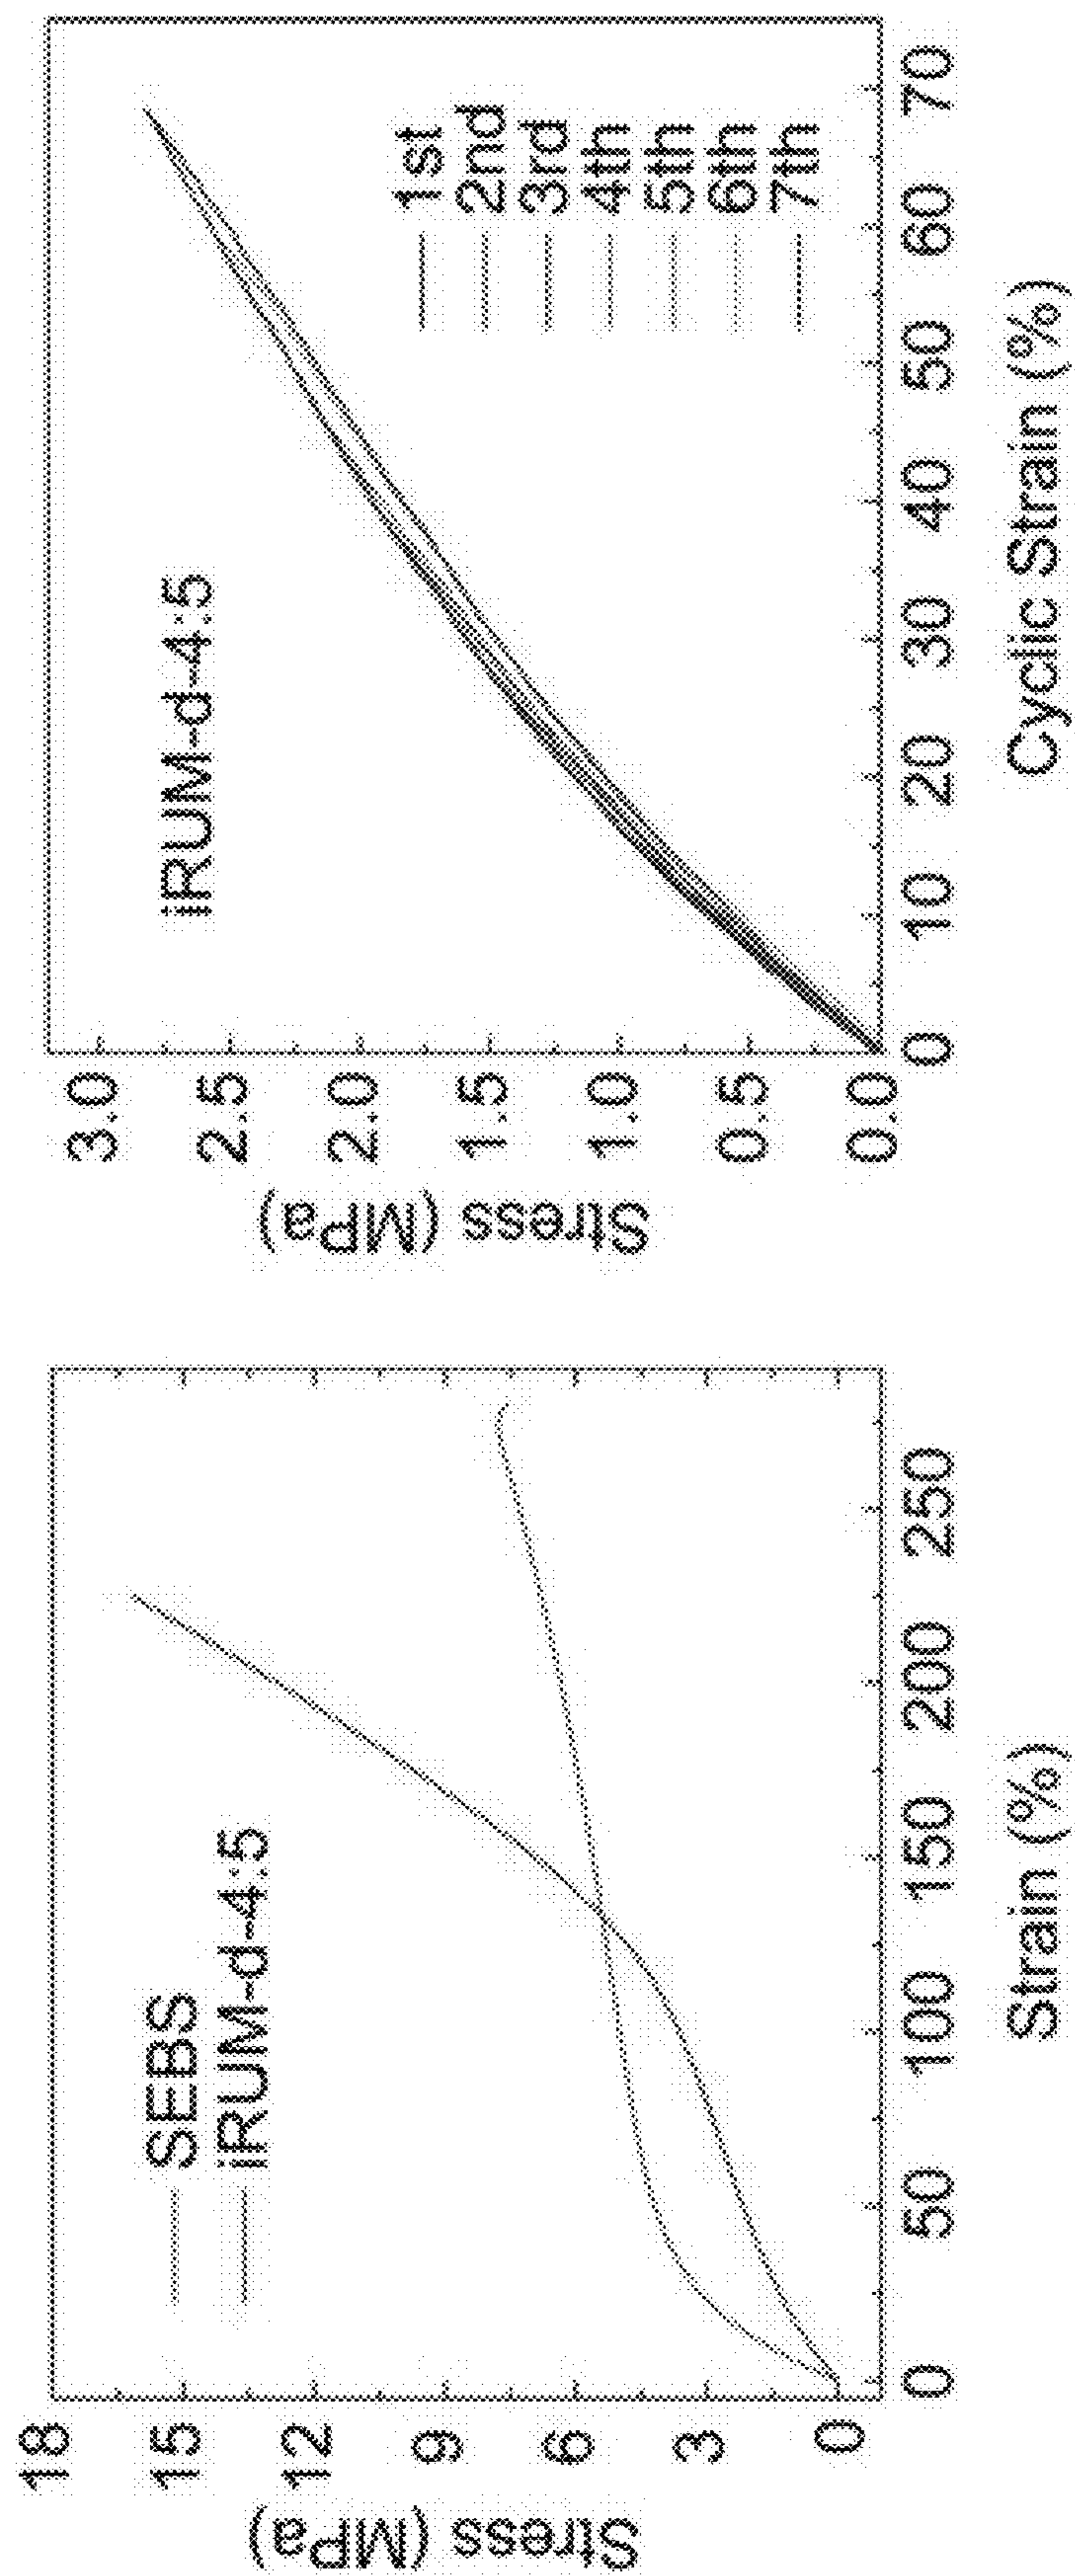 18
15
12
9
6
3
0
Stress (MPa)
SEBS
iRUM-d-4:5
0
50
100
150
200
250
Strain (%)
3.0
2.5
2.0
1.5
1.0
0.5
0.0
Stress (MPa)
iRUM-d-4:5
1st
2nd
3rd
4th
5th
6th
7th
0
10
20
30
40
50
60
70
Cyclic Strain (%)